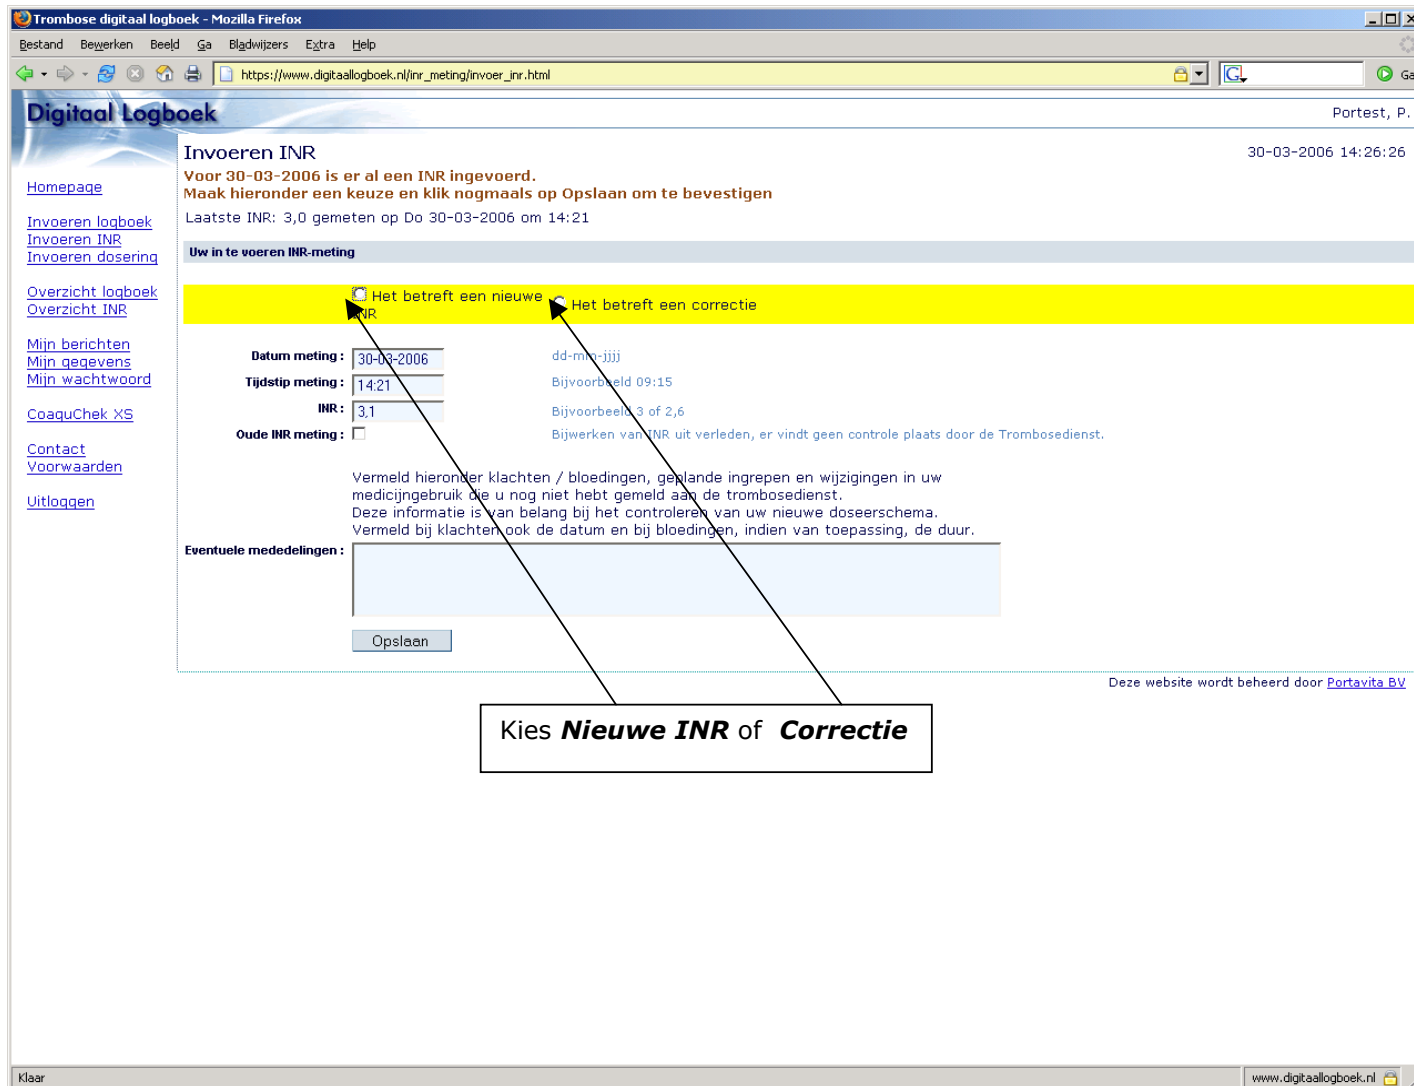 Trombose digitaal logboek - Mozilla Firefox
Bestand Bewerken Beeld Ga Bladwijzers Extra Help
https://www.digitaallogboek.nl/inr_meting/invoer_inr.html
G
Ga
Digitaal Logboek
Portest, P.
Invoeren INR
30-03-2006 14:26:26
Voor 30-03-2006 is er al een INR ingevoerd.
Maak hieronder een keuze en klik nogmaals op Opslaan om te bevestigen
Laatste INR: 3,0 gemeten op Do 30-03-2006 om 14:21
Homepage
Invoeren logboek
Invoeren INR
Invoeren dosering
Overzicht logboek
Overzicht INR
Mijn berichten
Mijn gegevens
Mijn wachtwoord
CoaguChek XS
Contact
Voorwaarden
Uitloggen
Uw in te voeren INR-meting
Het betreft een nieuwe
INR
Het betreft een correctie
Datum meting : 30-03-2006 dd-mm-jjjj
Tijdstip meting : 14:21 Bijvoorbeeld 09:15
INR : 3,1 Bijvoorbeeld 3 of 2,6
Oude INR meting : Bijwerken van INR uit verleden, er vindt geen controle plaats door de Trombosedienst.
Vermeld hieronder klachten / bloedingen, geplande ingrepen en wijzigingen in uw
medicijngebruik die u nog niet hebt gemeld aan de trombosedienst.
Deze informatie is van belang bij het controleren van uw nieuwe doseerschema.
Vermeld bij klachten ook de datum en bij bloedingen, indien van toepassing, de duur.
Eventuele mededelingen :
Opslaan
Deze website wordt beheerd door Portavita BV
Kies Nieuwe INR of Correctie
Klaar
www.digitaallogboek.nl